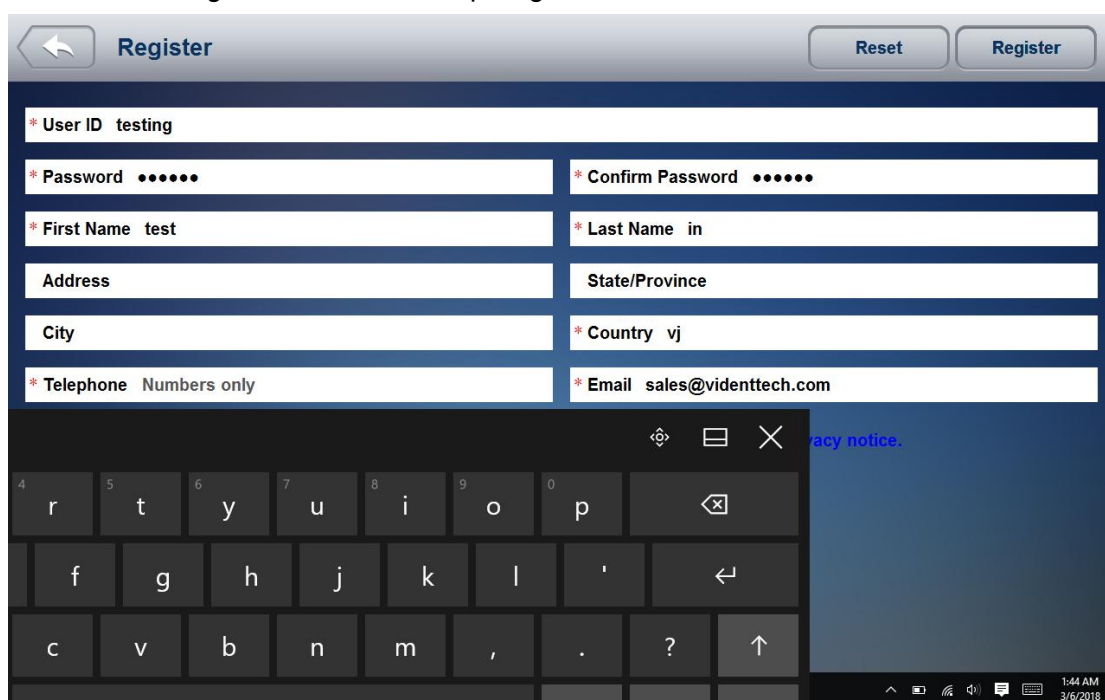 Register Reset Register
* User ID testing
* Password ●●●●●● * Confirm Password ●●●●●●
* First Name test * Last Name in
Address State/Province
City * Country vj
* Telephone Numbers only * Email sales@videnttech.com
notice.
4 r 5 t 6 y 7 u 8 i 9 o 0 p
f g h j k l '
c v b n m , . ?
1:44 AM
3/6/2018